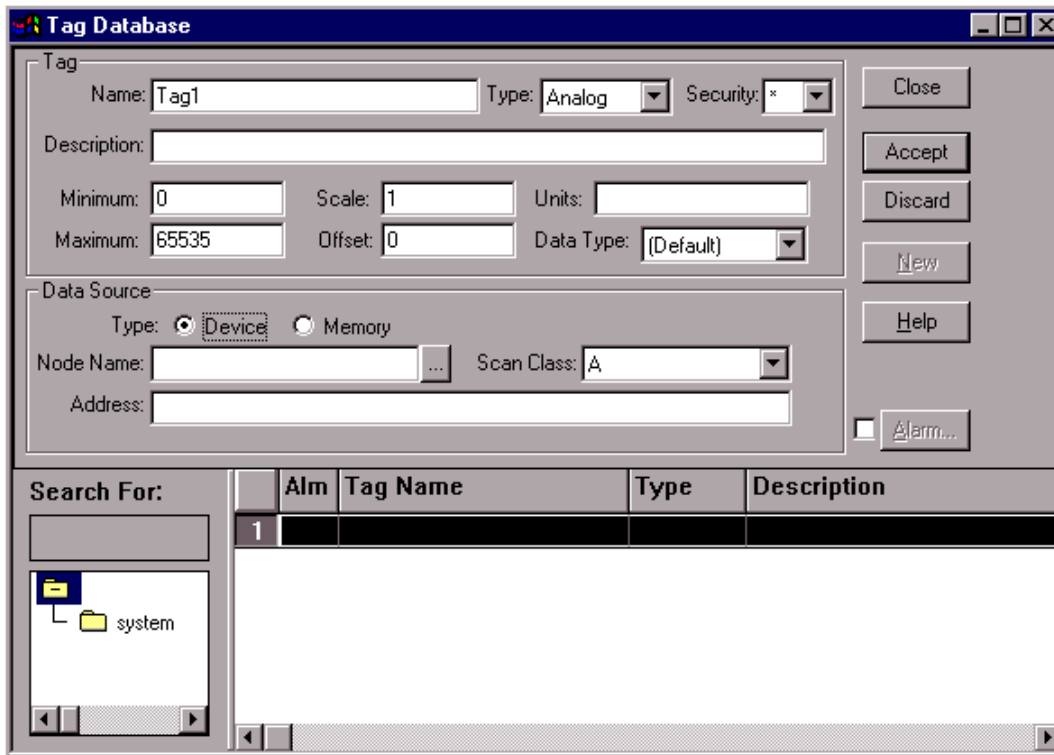 Tag Database
Tag
Name: Tag1 Type: Analog Security: * Close
Description: Accept
Minimum: 0 Scale: 1 Units: Discard
Maximum: 65535 Offset: 0 Data Type: (Default) New
Data Source
Type: Device Memory Help
Node Name: ... Scan Class: A
Address: Alarm...
Search For: Alm Tag Name Type Description
1
system